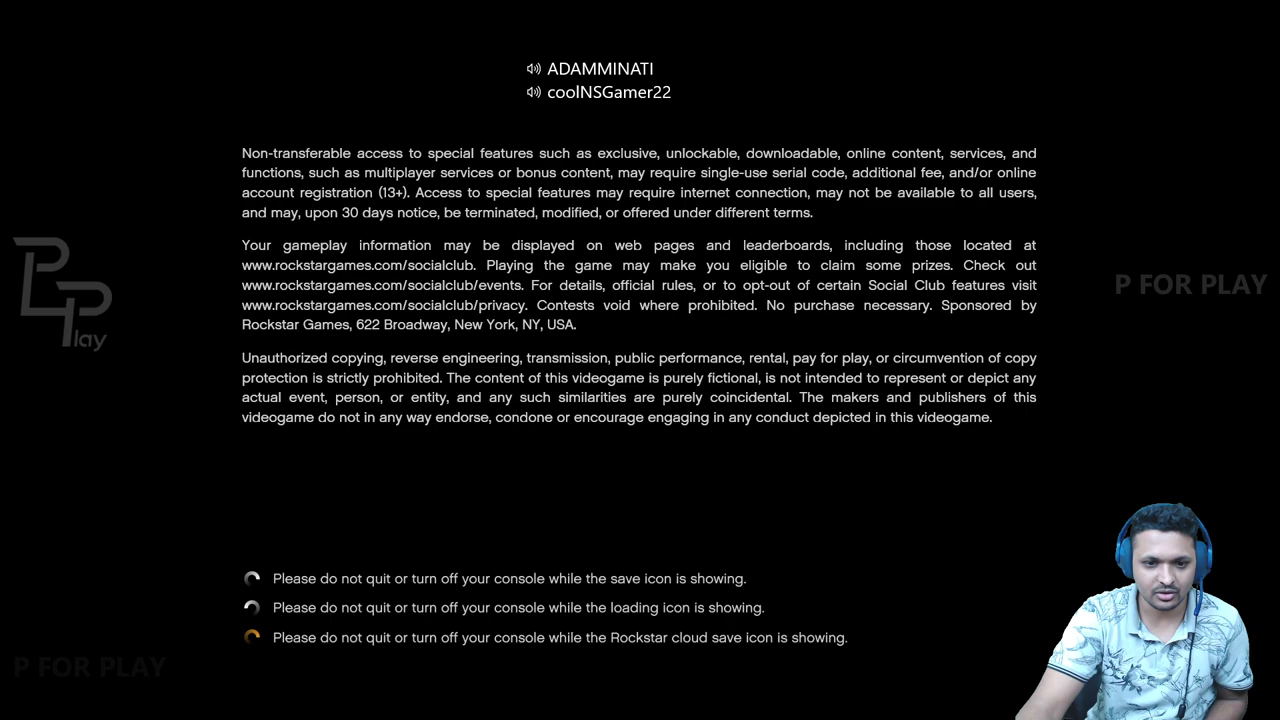 ADAMMINATI
coolNSGamer22
Non-transferable access to special features such as exclusive, unlockable, downloadable, online content, services, and
functions, such as multiplayer services or bonus content, may require single-use serial code, additional fee, and/or online
account registration (13+). Access to special features may require internet connection, may not be available to all users,
and may, upon 30 days notice, be terminated, modified, or offered under different terms.
Your gameplay information may be displayed on web pages and leaderboards, including those located at
www.rockstargames.com/socialclub. Playing the game may make you eligible to claim some prizes. Check out
www.rockstargames.com/socialclub/events. For details, official rules, or to opt-out of certain Social Club features visit
www.rockstargames.com/socialclub/privacy. Contests void where prohibited. No purchase necessary. Sponsored by
Rockstar Games, 622 Broadway, New York, NY, USA.
Play
P FOR PLAY
Unauthorized copying, reverse engineering, transmission, public performance, rental, pay for play, or circumvention of copy
protection is strictly prohibited. The content of this videogame is purely fictional, is not intended to represent or depict any
actual event, person, or entity, and any such similarities are purely coincidental. The makers and publishers of this
videogame do not in any way endorse, condone or encourage engaging in any conduct depicted in this videogame.
Please do not quit or turn off your console while the save icon is showing.
Please do not quit or turn off your console while the loading icon is showing.
Please do not quit or turn off your console while the Rockstar cloud save icon is showing.
P FOR PLAY